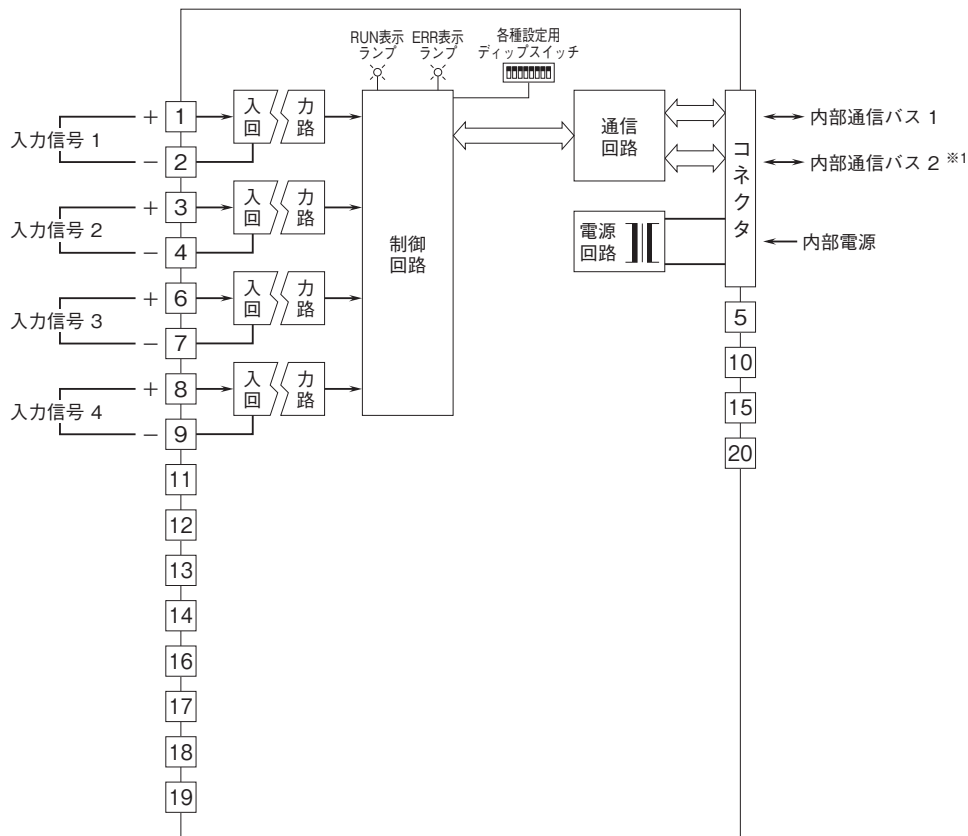 RUN表示
ランプ
ERR表示
ランプ
各種設定用
ディップスイッチ
入力信号 1
+
1
−
2
入 力
回 路
入力信号 2
+
3
−
4
入 力
回 路
入力信号 3
+
6
−
7
入 力
回 路
入力信号 4
+
8
−
9
入 力
回 路
制御
回路
通信
回路
電源
回路
コネクタ
内部通信バス 1
内部通信バス 2 ※1
内部電源
5
10
15
20
11
12
13
14
16
17
18
19